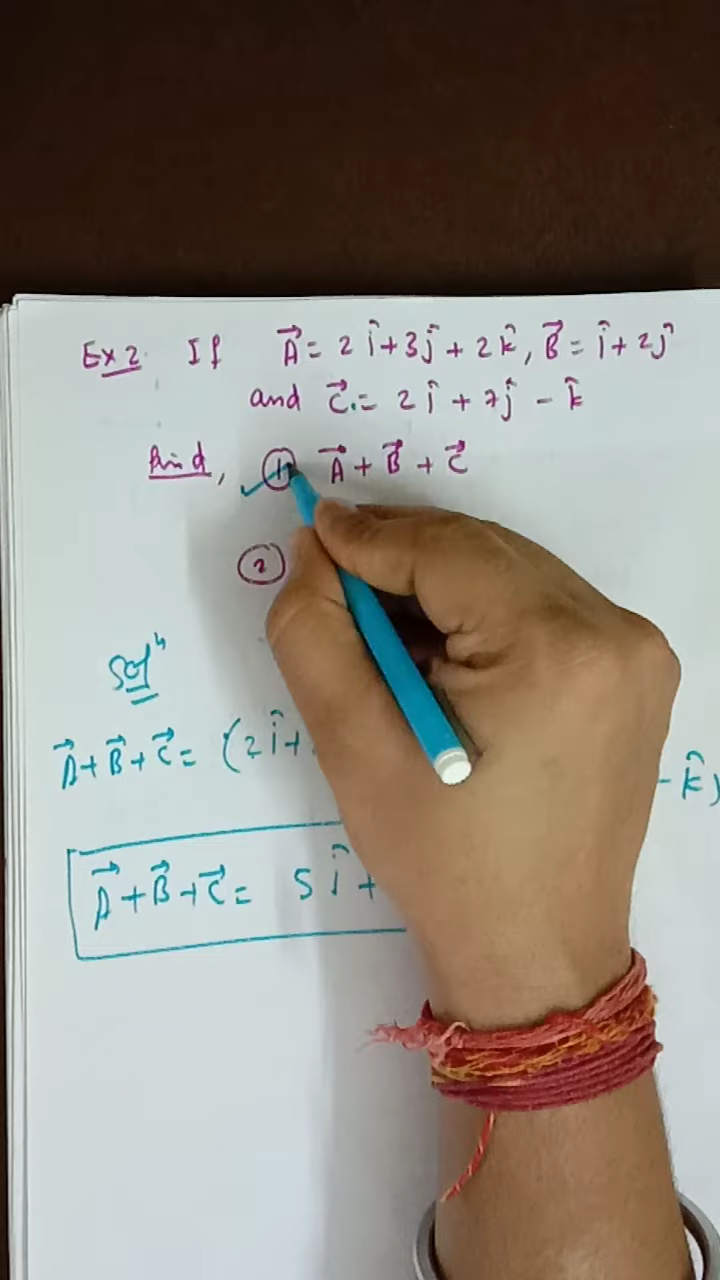 Ex 2. If A⃗ = 2î + 3ĵ + 2k̂, B⃗ = î + 2ĵ
and C⃗ = 2î + 7ĵ - k̂
Find, ① A⃗ + B⃗ + C⃗
②
Solⁿ
A⃗ + B⃗ + C⃗ = (2î + - k̂)
A⃗ + B⃗ + C⃗ = 5î +